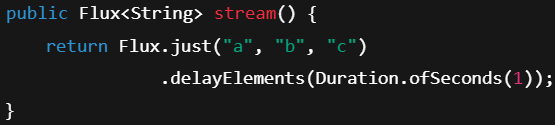 public Flux<String> stream() {
    return Flux.just("a", "b", "c")
               .delayElements(Duration.ofSeconds(1));
}